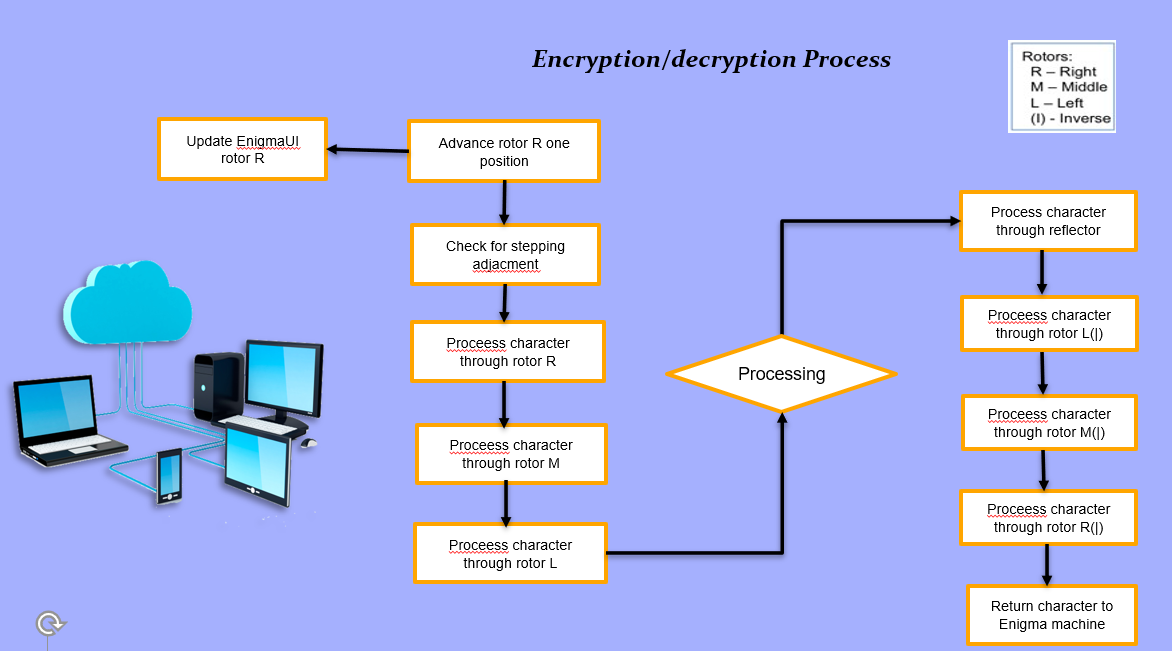 Encryption/decryption Process
Rotors:
R – Right
M – Middle
L – Left
(I) - Inverse
Update EnigmaUI
rotor R
Advance rotor R one
position
Check for stepping
adjacment
Proceess character
through rotor R
Proceess character
through rotor M
Proceess character
through rotor L
Processing
Process character
through reflector
Proceess character
through rotor L(|)
Proceess character
through rotor M(|)
Proceess character
through rotor R(|)
Return character to
Enigma machine